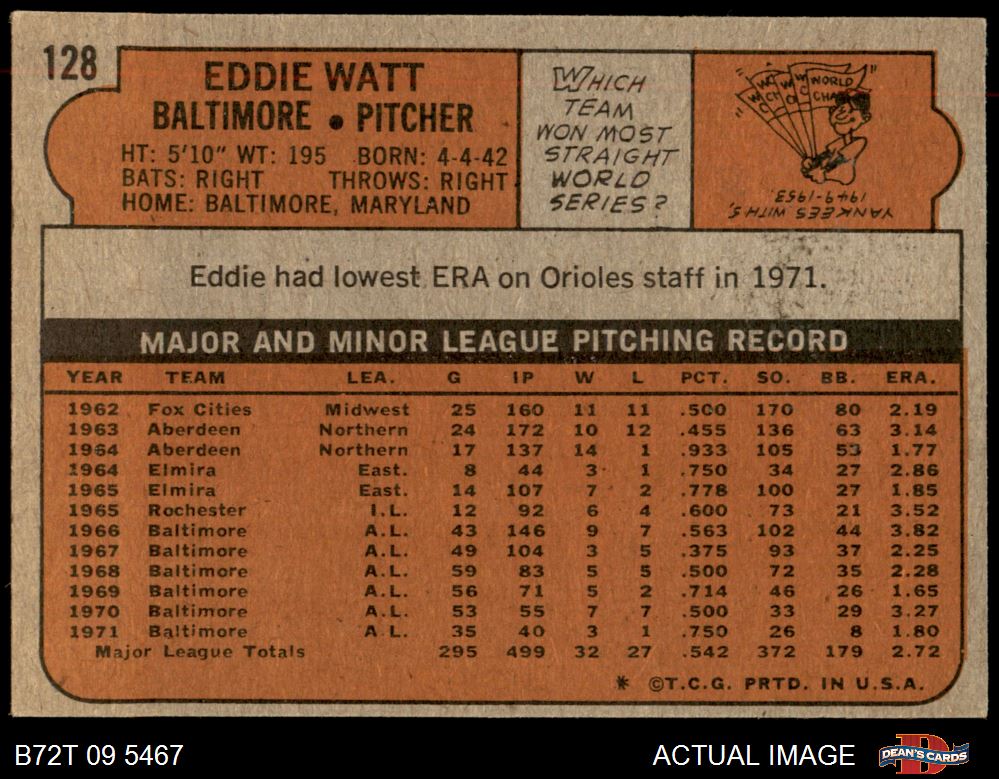 128
EDDIE WATT
BALTIMORE • PITCHER
HT: 5'10" WT: 195 BORN: 4-4-42
BATS: RIGHT THROWS: RIGHT
HOME: BALTIMORE, MARYLAND
WHICH
TEAM
WON MOST
STRAIGHT
WORLD
SERIES?
WORLD
CHA
YANKEES WITH 5,
1949-1953.
Eddie had lowest ERA on Orioles staff in 1971.
MAJOR AND MINOR LEAGUE PITCHING RECORD
YEAR TEAM LEA. G IP W L PCT. SO. BB. ERA.
1962 Fox Cities Midwest 25 160 11 11 .500 170 80 2.19
1963 Aberdeen Northern 24 172 10 12 .455 136 63 3.14
1964 Aberdeen Northern 17 137 14 1 .933 105 53 1.77
1964 Elmira East. 8 44 3 1 .750 34 27 2.86
1965 Elmira East. 14 107 7 2 .778 100 27 1.85
1965 Rochester I.L. 12 92 6 4 .600 73 21 3.52
1966 Baltimore A.L. 43 146 9 7 .563 102 44 3.82
1967 Baltimore A.L. 49 104 3 5 .375 93 37 2.25
1968 Baltimore A.L. 59 83 5 5 .500 72 35 2.28
1969 Baltimore A.L. 56 71 5 2 .714 46 26 1.65
1970 Baltimore A.L. 53 55 7 7 .500 33 29 3.27
1971 Baltimore A.L. 35 40 3 1 .750 26 8 1.80
Major League Totals 295 499 32 27 .542 372 179 2.72
* ©T.C.G. PRTD. IN U.S.A.
B72T 09 5467
ACTUAL IMAGE
DEAN'S CARDS